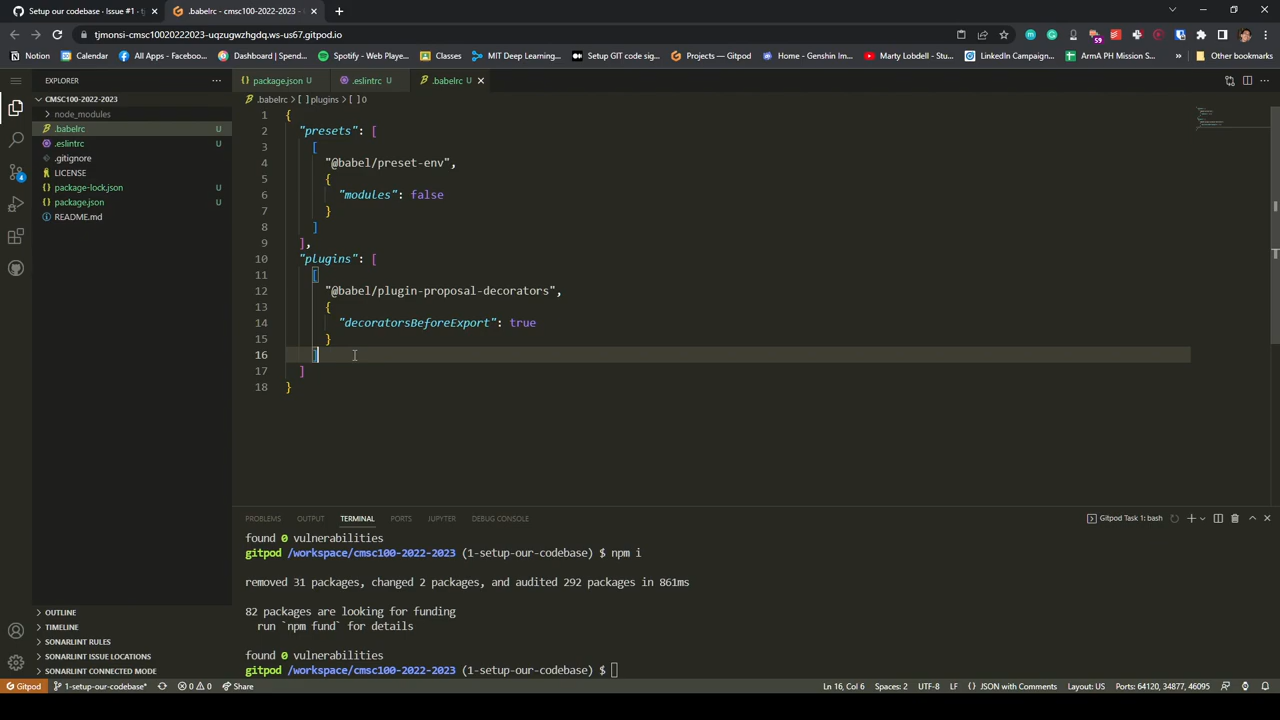 Setup our codebase · Issue #1 · tj
.babelrc - cmsc100-2022-2023 -
tjmonsi-cmsc10020222023-uqzugwzhgdq.ws-us67.gitpod.io
59
Notion
Calendar
All Apps – Facebook...
Spendtrail
Spotify - Web Playe...
Classes
MIT Deep Learning...
Setup GIT code sig...
Projects — Gitpod
Home - Genshin Im...
Marty Lobdell - Stud...
LinkedIn Campaign...
ArmA PH Mission S...
Other bookmarks
EXPLORER
package.json U
.eslintrc U
.babelrc U
CMSC100-2022-2023
.babelrc > [ ] plugins > [ ] 0
node_modules
.babelrc U
.eslintrc U
.gitignore
LICENSE
package-lock.json U
package.json U
README.md
4
1 {
2 "presets": [
3 [
4 "@babel/preset-env",
5 {
6 "modules": false
7 }
8 ]
9 ],
10 "plugins": [
11 [
12 "@babel/plugin-proposal-decorators",
13 {
14 "decoratorsBeforeExport": true
15 }
16 ]
17 ]
18 }
PROBLEMS OUTPUT TERMINAL PORTS JUPYTER DEBUG CONSOLE
Gitpod Task 1: bash
found 0 vulnerabilities
gitpod /workspace/cmsc100-2022-2023 (1-setup-our-codebase) $ npm i
removed 31 packages, changed 2 packages, and audited 292 packages in 861ms
82 packages are looking for funding
run `npm fund` for details
found 0 vulnerabilities
gitpod /workspace/cmsc100-2022-2023 (1-setup-our-codebase) $
OUTLINE
TIMELINE
SONARLINT RULES
SONARLINT ISSUE LOCATIONS
SONARLINT CONNECTED MODE
Gitpod
1-setup-our-codebase*
0 0
Share
Ln 16, Col 6
Spaces: 2
UTF-8
LF
{ } JSON with Comments
Layout: US
Ports: 64120, 34877, 46095